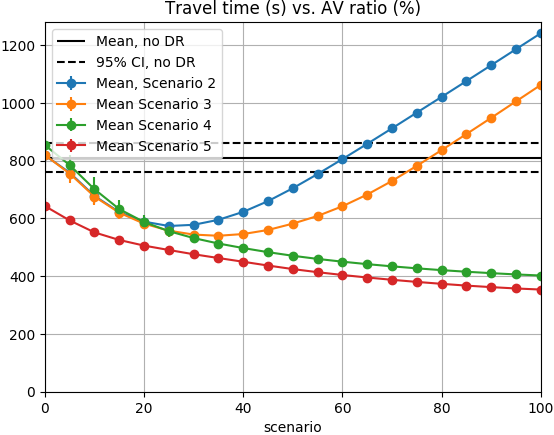 Travel time (s) vs. AV ratio (%)
1200
1000
800
600
400
200
0
Mean, no DR
95% CI, no DR
Mean, Scenario 2
Mean Scenario 3
Mean Scenario 4
Mean Scenario 5
0 20 40 60 80 100
scenario